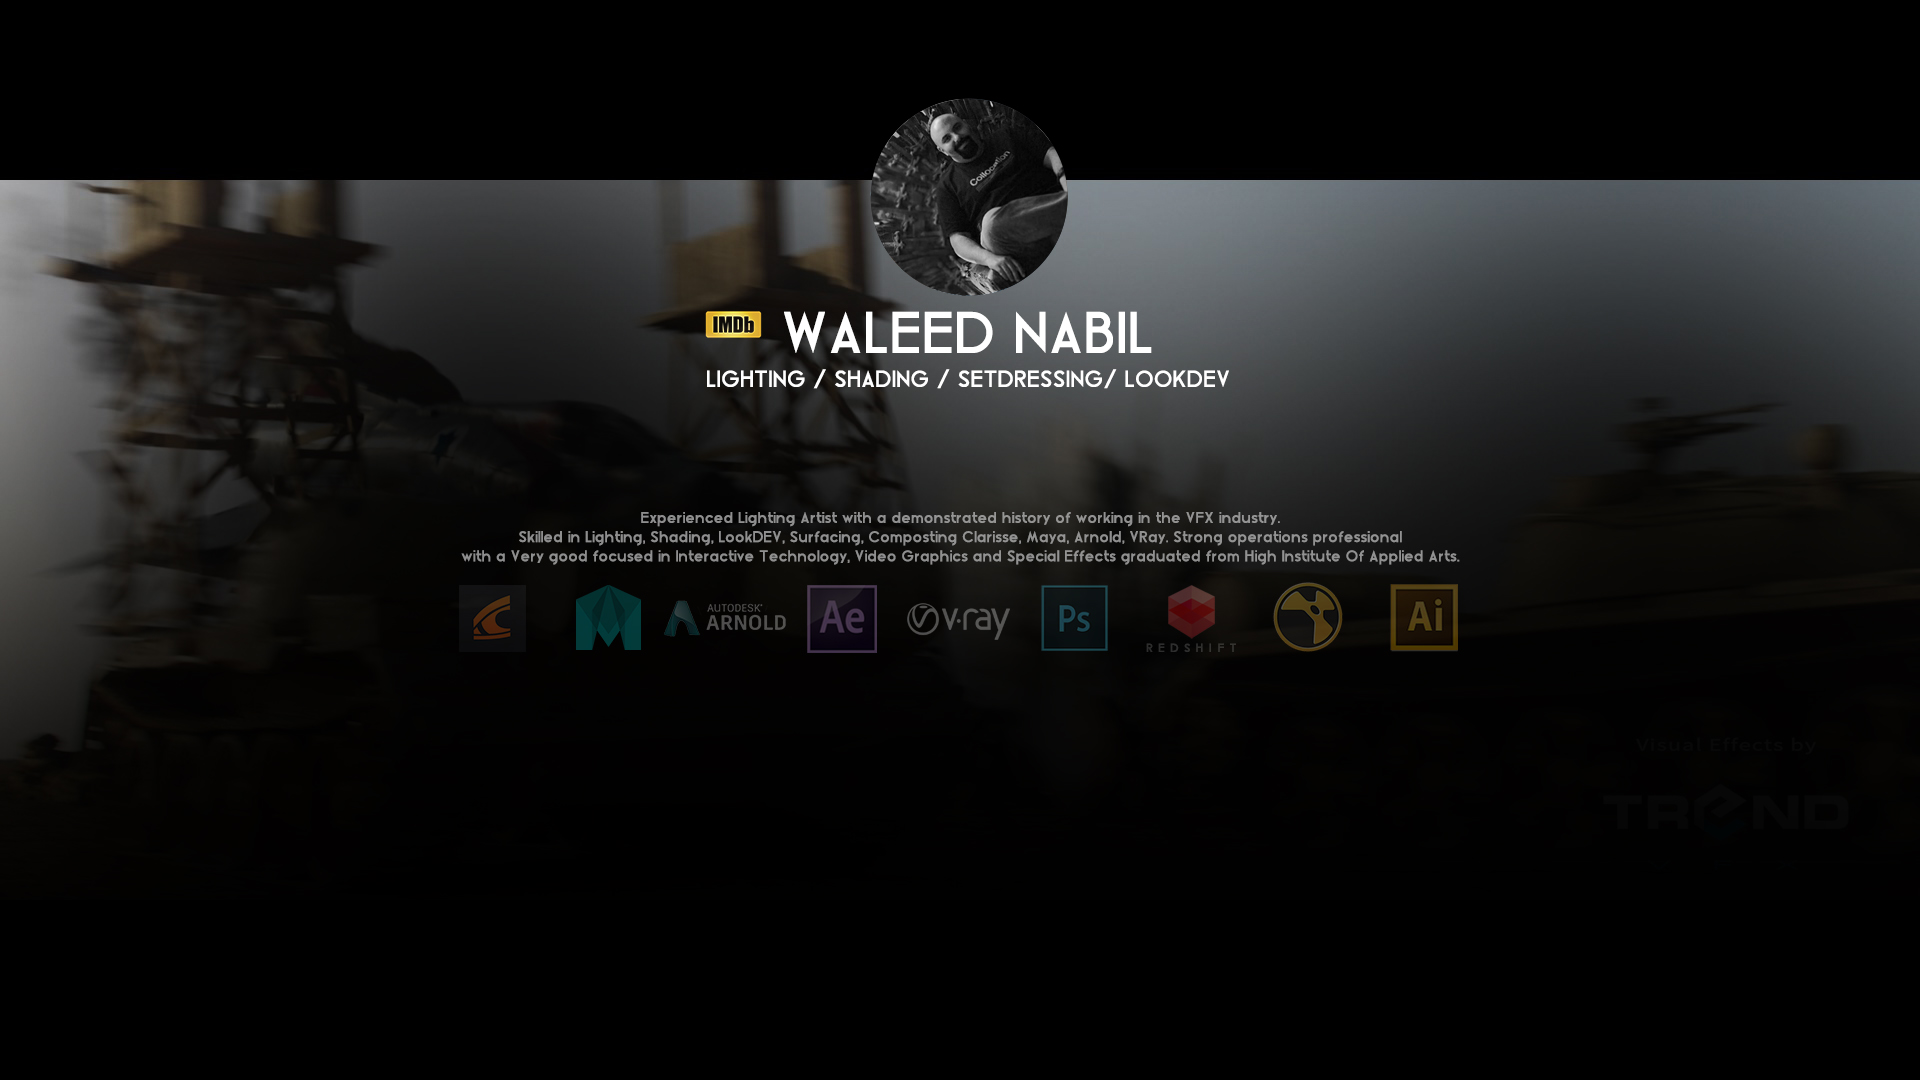 Collocation
IMDb
WALEED NABIL
LIGHTING / SHADING / SETDRESSING/ LOOKDEV
Experienced Lighting Artist with a demonstrated history of working in the VFX industry.
Skilled in Lighting, Shading, LookDEV, Surfacing, Composting Clarisse, Maya, Arnold, VRay. Strong operations professional
with a Very good focused in Interactive Technology, Video Graphics and Special Effects graduated from High Institute Of Applied Arts.
AUTODESK®
ARNOLD
Ae
v·ray
Ps
REDSHIFT
Ai
Visual Effects by
TREND